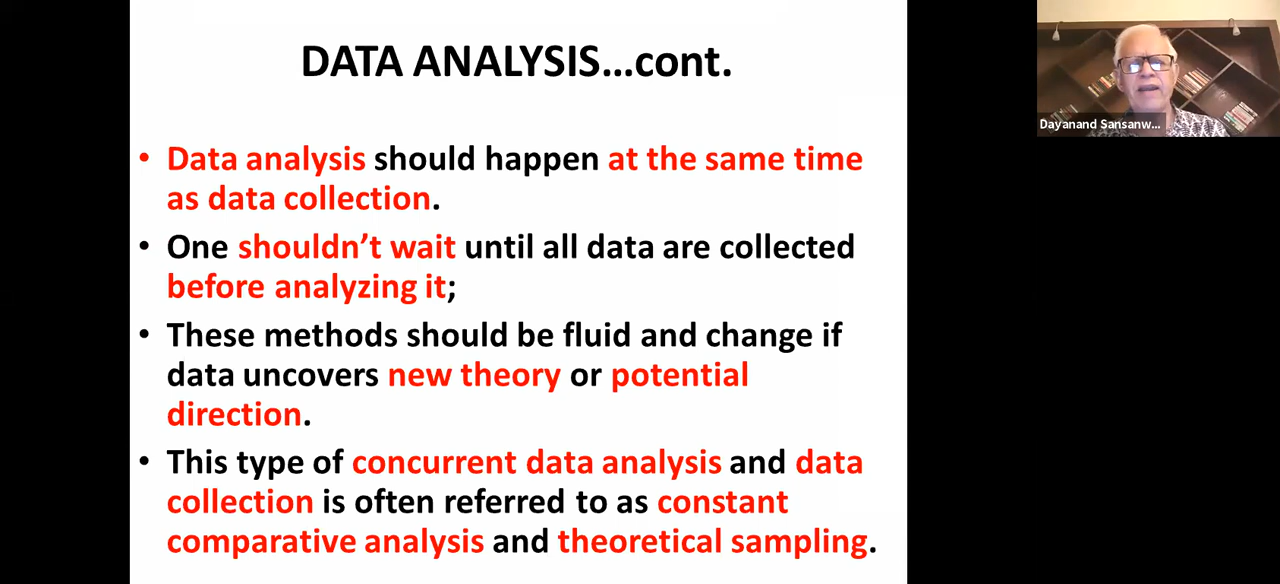 DATA ANALYSIS...cont.
Dayanand Sansanw...
• Data analysis should happen at the same time
as data collection.
• One shouldn’t wait until all data are collected
before analyzing it;
• These methods should be fluid and change if
data uncovers new theory or potential
direction.
• This type of concurrent data analysis and data
collection is often referred to as constant
comparative analysis and theoretical sampling.